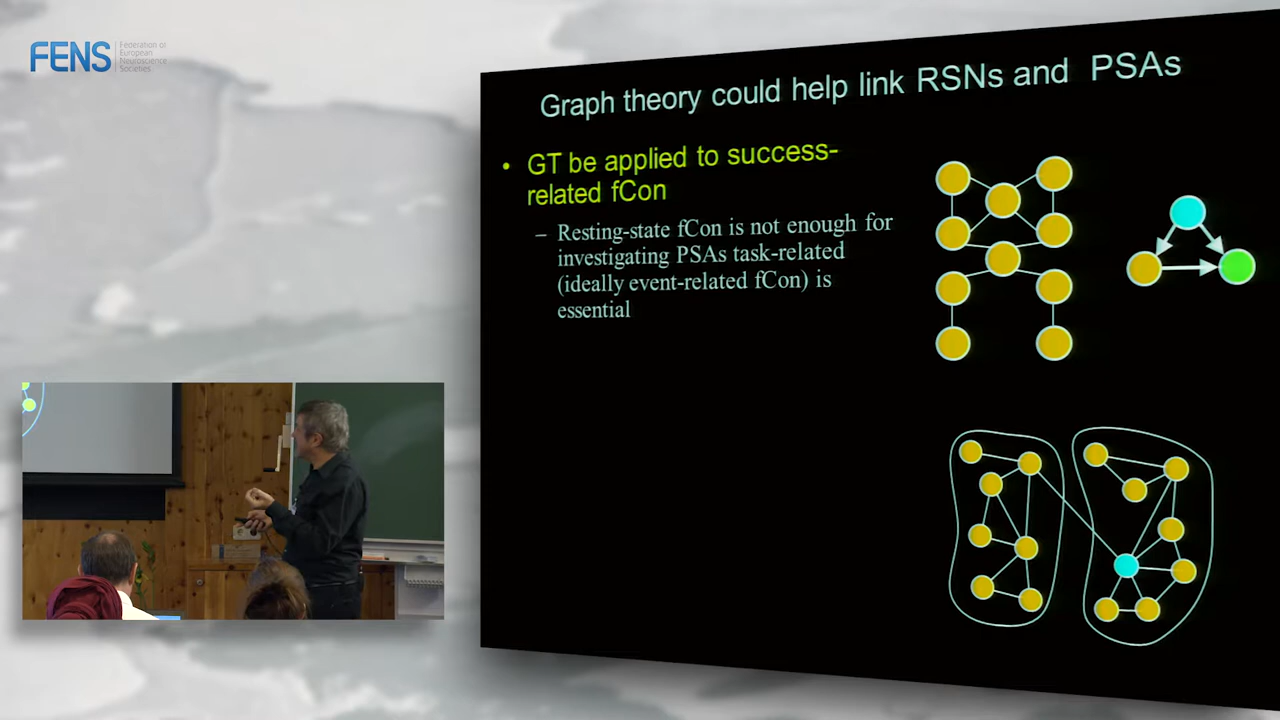 FENS
Federation of
European
Neuroscience
Societies
Graph theory could help link RSNs and PSAs
• GT be applied to success-
related fCon
– Resting-state fCon is not enough for
investigating PSAs task-related
(ideally event-related fCon) is
essential